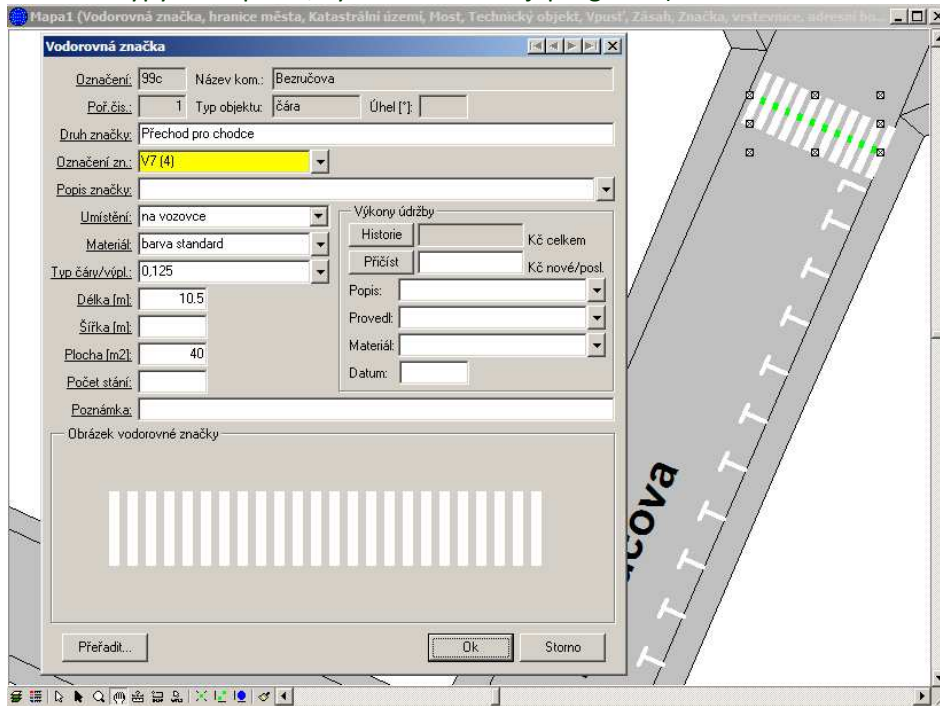 Mapa1 (Vodorovná značka, hranice města, Katastrální území, Most, Technický objekt, Vpusť, Zásah, Značka, vrstevnice, adresní bo...
Vodorovná značka
Označení: 99c Název kom.: Bezručova
Poř.čis.: 1 Typ objektu: čára Úhel [°]:
Druh značky: Přechod pro chodce
Označení zn.: V7 (4)
Popis značky:
Umístění: na vozovce
Materiál: barva standard
Typ čáry/výpl.: 0,125
Délka [m]: 10.5
Šířka [m]:
Plocha [m2]: 40
Počet stání:
Poznámka:
Výkony údržby
Historie Kč celkem
Přičíst Kč nové/posl.
Popis:
Provedl:
Materiál:
Datum:
Obrázek vodorovné značky
Přeřadit...
Ok
Storno
učova